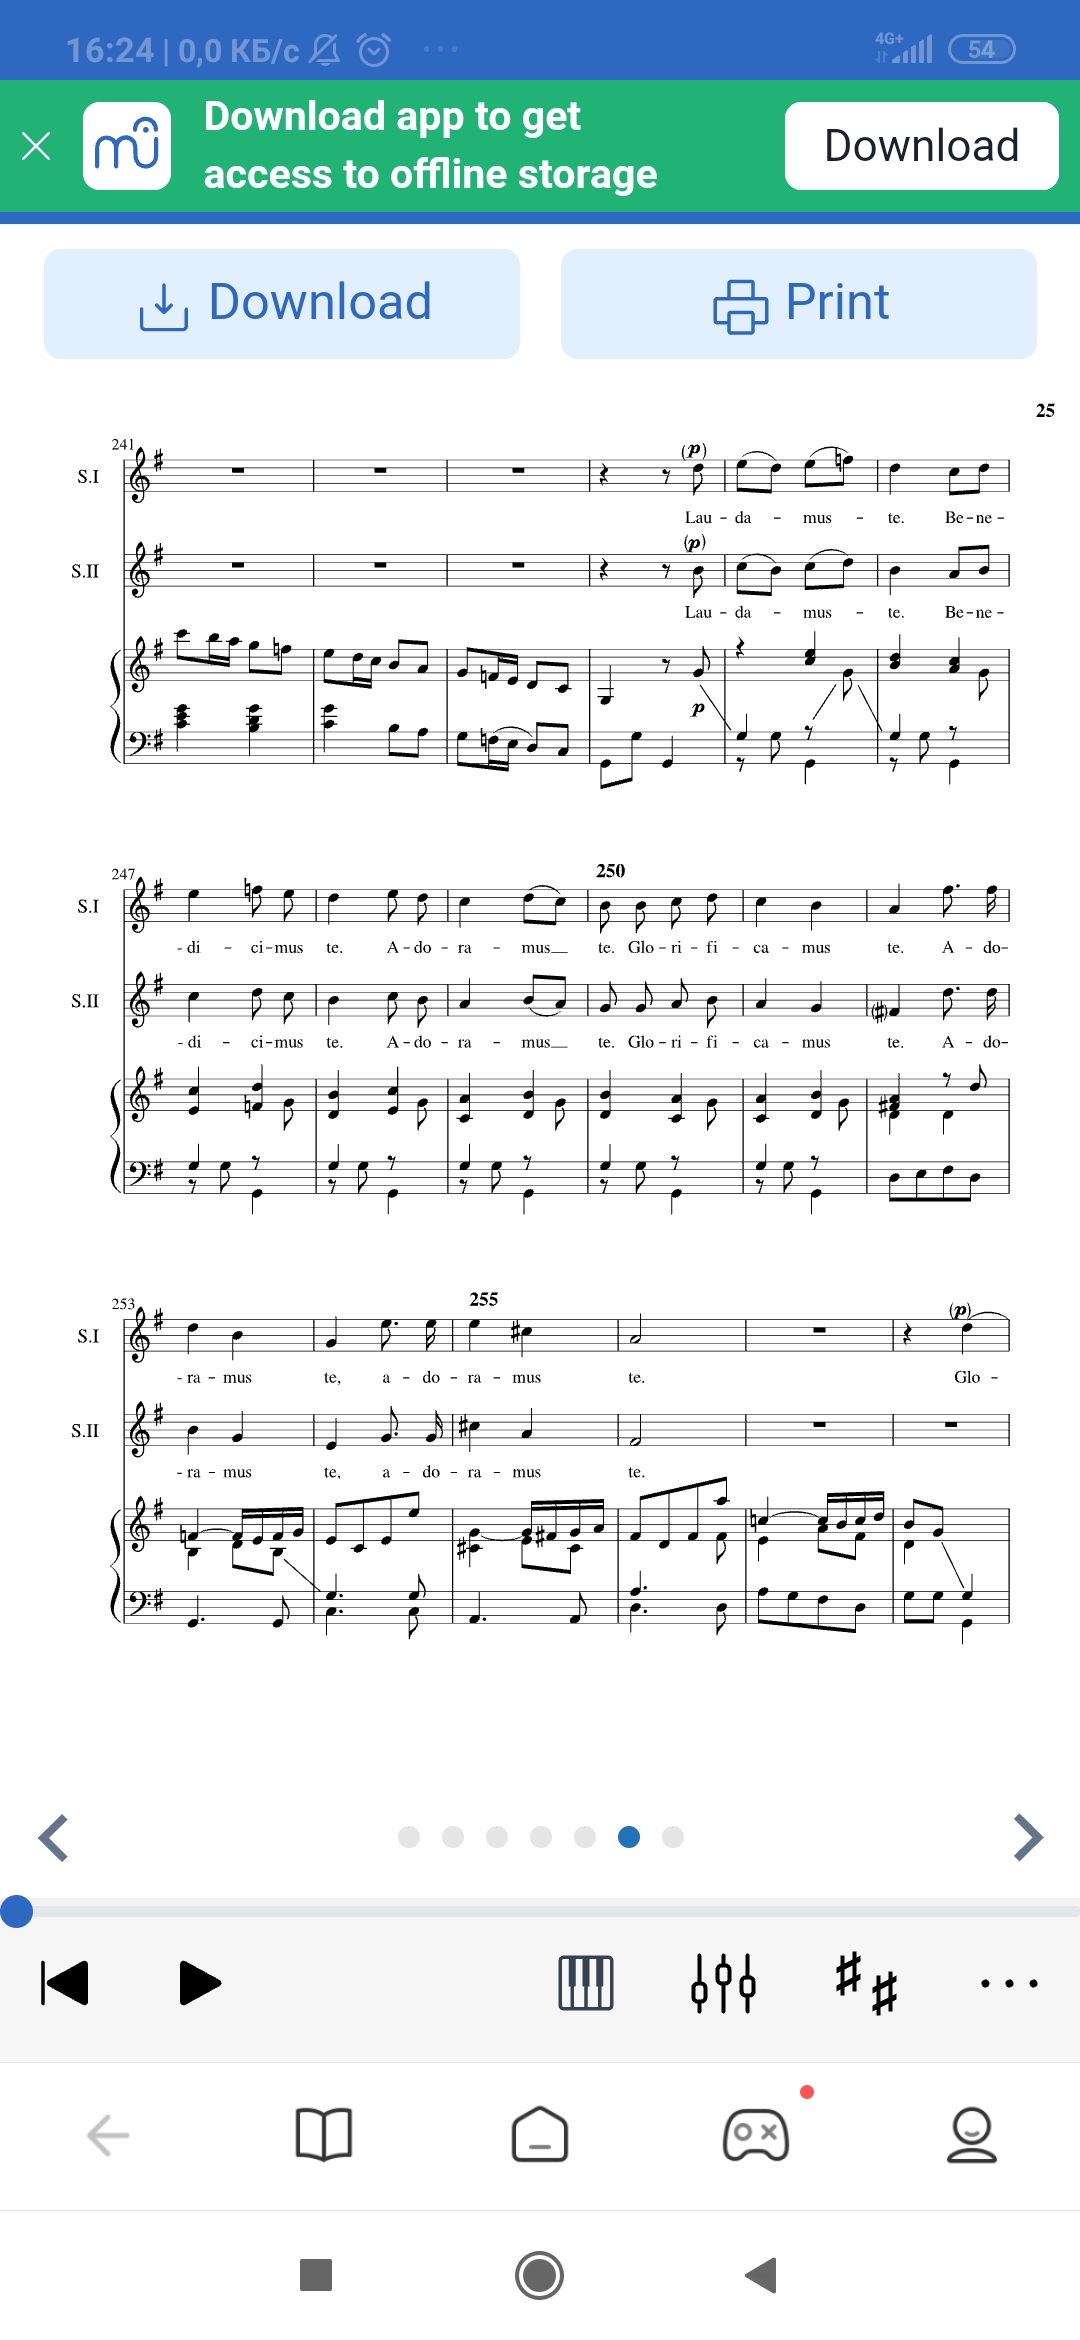 16:24 | 0,0 КБ/с
4G+
54
Download app to get
access to offline storage
Download
Download
Print
25
241
S.I
(p)
Lau - da - mus - te. Be - ne -
S.II
(p)
Lau - da - mus - te. Be - ne -
p
247
250
S.I
- di - ci - mus te. A - do - ra - mus__ te. Glo - ri - fi - ca - mus te. A - do-
S.II
- di - ci - mus te. A - do - ra - mus__ te. Glo - ri - fi - ca - mus te. A - do-
253
255
S.I
(p)
- ra - mus te, a - do - ra - mus te. Glo -
S.II
- ra - mus te, a - do - ra - mus te.